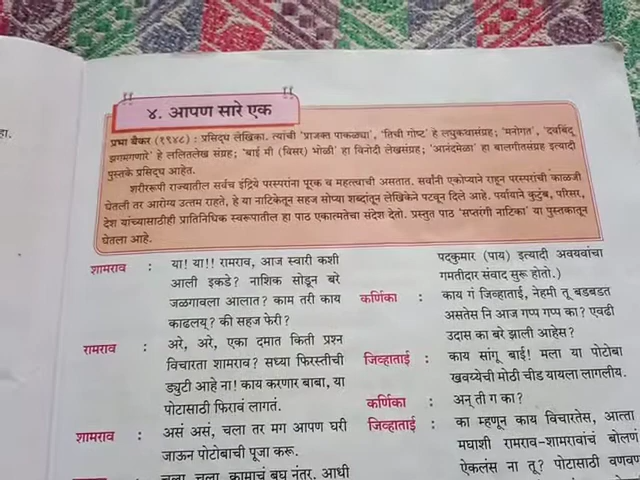 हा.
४. आपण सारे एक
प्रभा बैकर (१९४८) : प्रसिद्ध लेखिका. त्यांची 'प्राजक्त पाकळ्या', 'तिची गोष्ट' हे लघुकथासंग्रह; 'मनोगत', 'दवबिंदू
झगमगणारे' हे ललितलेख संग्रह; 'बाई मी (विसर) भोळी' हा विनोदी लेखसंग्रह; 'आनंदमेळा' हा बालगीतसंग्रह इत्यादी
पुस्तके प्रसिद्ध आहेत.
शरीररूपी राज्यातील सर्वच इंद्रिये परस्परांना पूरक व महत्त्वाची असतात. सर्वांनी एकोप्याने राहून परस्परांची काळजी
घेतली तर आरोग्य उत्तम राहते, हे या नाटिकेतून सहज सोप्या शब्दांतून लेखिकेने पटवून दिले आहे. पर्यायाने कुटुंब, परिसर,
देश यांच्यासाठीही प्रातिनिधिक स्वरूपातील हा पाठ एकात्मतेचा संदेश देतो. प्रस्तुत पाठ 'सप्तरंगी नाटिका' या पुस्तकातून
घेतला आहे.
शामराव : या! या!! रामराव, आज स्वारी कशी
आली इकडे? नाशिक सोडून बरे
जळगावला आलात? काम तरी काय
काढलयू? की सहज फेरी?
रामराव : अरे, अरे, एका दमात किती प्रश्न
विचारता शामराव? सध्या फिरस्तीची
ड्युटी आहे ना! काय करणार बाबा, या
पोटासाठी फिरावं लागतं.
शामराव : असं असं, चला तर मग आपण घरी
जाऊन पोटोबाची पूजा करू.
चला, चला, कामाचं बघू नंतर. आधी
पदकुमार (पाय) इत्यादी अवयवांचा
गमतीदार संवाद सुरू होतो.)
कर्णिका : काय गं जिव्हाताई, नेहमी तू बडबडत
असतेस नि आज गप्प गप्प का? एवढी
उदास का बरे झाली आहेस?
जिव्हाताई : काय सांगू बाई! मला या पोटोबा
खवय्येची मोठी चीड यायला लागलीय.
कर्णिका : अन् ती ग का?
जिव्हाताई : का म्हणून काय विचारतेस, आत्ता
मघाशी रामराव-शामरावांचं बोलणं
ऐकलंस ना तू? पोटासाठी वणवण